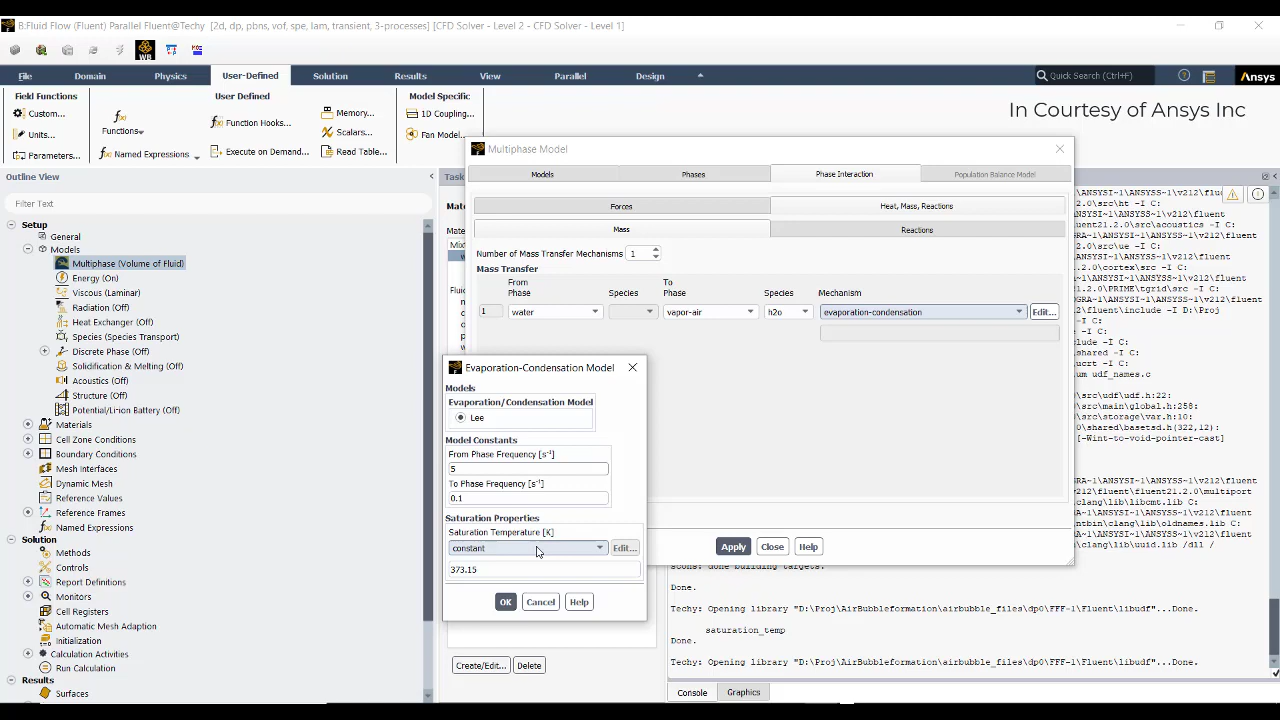 B:Fluid Flow (Fluent) Parallel Fluent@Techy [2d, dp, pbns, vof, spe, lam, transient, 3-processes] [CFD Solver - Level 2 - CFD Solver - Level 1]
WB
File Domain Physics User-Defined Solution Results View Parallel Design
Quick Search (Ctrl+F)
Ansys
Field Functions
Custom...
Units...
Parameters...
User Defined
Functions
Named Expressions
Function Hooks...
Execute on Demand...
Memory...
Scalars...
Read Table...
Model Specific
1D Coupling...
Fan Model...
In Courtesy of Ansys Inc
Outline View
Filter Text
Setup
General
Models
Multiphase (Volume of Fluid)
Energy (On)
Viscous (Laminar)
Radiation (Off)
Heat Exchanger (Off)
Species (Species Transport)
Discrete Phase (Off)
Solidification & Melting (Off)
Acoustics (Off)
Structure (Off)
Potential/Li-ion Battery (Off)
Materials
Cell Zone Conditions
Boundary Conditions
Mesh Interfaces
Dynamic Mesh
Reference Values
Reference Frames
Named Expressions
Solution
Methods
Controls
Report Definitions
Monitors
Cell Registers
Automatic Mesh Adaption
Initialization
Calculation Activities
Run Calculation
Results
Surfaces
Multiphase Model
Models Phases Phase Interaction Population Balance Model
Forces Heat, Mass, Reactions
Mass Reactions
Number of Mass Transfer Mechanisms 1
Mass Transfer
From Phase Species To Phase Species Mechanism
1 water vapor-air h2o evaporation-condensation Edit...
Apply Close Help
Evaporation-Condensation Model
Models
Evaporation/Condensation Model
Lee
Model Constants
From Phase Frequency [s⁻¹]
5
To Phase Frequency [s⁻¹]
0.1
Saturation Properties
Saturation Temperature [K]
constant Edit...
373.15
OK Cancel Help
Create/Edit... Delete
Done.
Techy: Opening library "D:\Proj\AirBubbleformation\airbubble_files\dp0\FFF-1\Fluent\libudf"...Done.
saturation_temp
Done.
Techy: Opening library "D:\Proj\AirBubbleformation\airbubble_files\dp0\FFF-1\Fluent\libudf"...Done.
Console Graphics